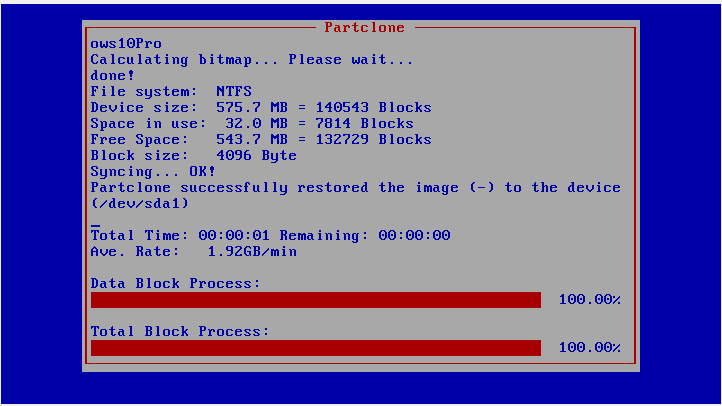 Partclone
ows10Pro
Calculating bitmap... Please wait...
done!
File system:  NTFS
Device size:  575.7 MB = 140543 Blocks
Space in use:  32.0 MB = 7814 Blocks
Free Space:   543.7 MB = 132729 Blocks
Block size:   4096 Byte
Syncing... OK!
Partclone successfully restored the image (-) to the device
(/dev/sda1)
Total Time: 00:00:01 Remaining: 00:00:00
Ave. Rate:   1.92GB/min
Data Block Process:
100.00%
Total Block Process:
100.00%